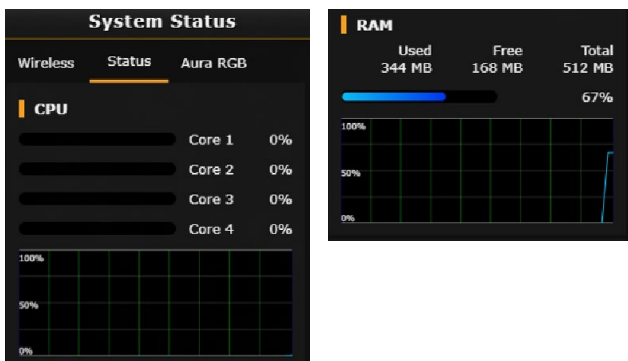 System Status
Wireless Status Aura RGB
CPU
Core 1 0%
Core 2 0%
Core 3 0%
Core 4 0%
100%
50%
0%
RAM
Used Free Total
344 MB 168 MB 512 MB
67%
100%
50%
0%